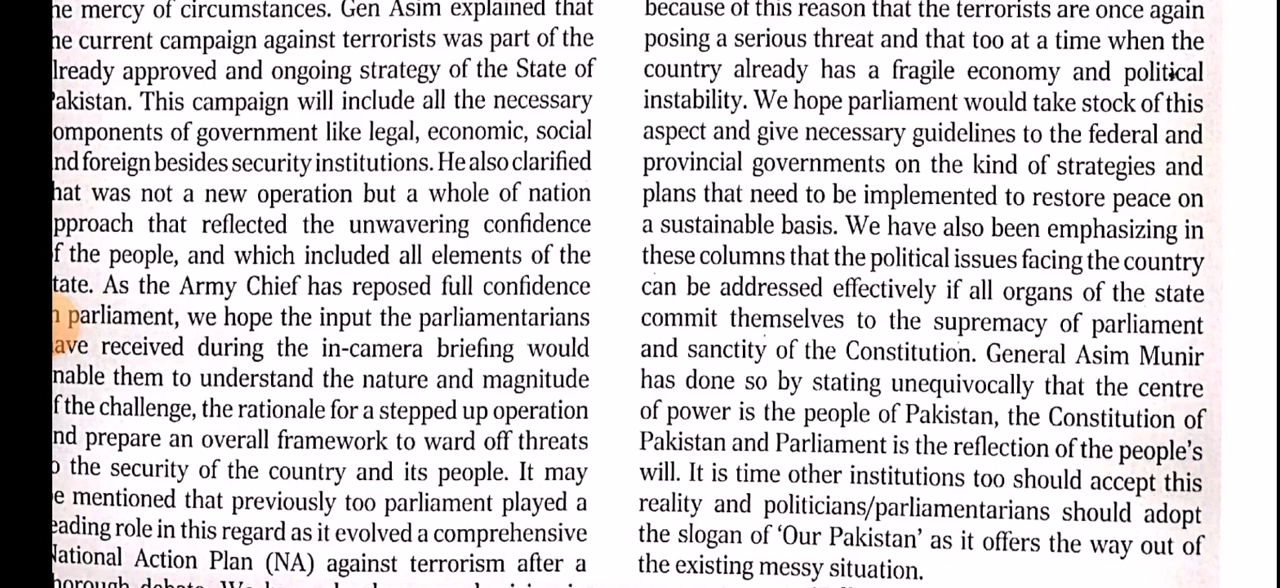 he mercy of circumstances. Gen Asim explained that
he current campaign against terrorists was part of the
lready approved and ongoing strategy of the State of
Pakistan. This campaign will include all the necessary
omponents of government like legal, economic, social
nd foreign besides security institutions. He also clarified
hat was not a new operation but a whole of nation
pproach that reflected the unwavering confidence
f the people, and which included all elements of the
tate. As the Army Chief has reposed full confidence
n parliament, we hope the input the parliamentarians
ave received during the in-camera briefing would
nable them to understand the nature and magnitude
f the challenge, the rationale for a stepped up operation
nd prepare an overall framework to ward off threats
o the security of the country and its people. It may
e mentioned that previously too parliament played a
eading role in this regard as it evolved a comprehensive
National Action Plan (NA) against terrorism after a
horough debate. We
because of this reason that the terrorists are once again
posing a serious threat and that too at a time when the
country already has a fragile economy and political
instability. We hope parliament would take stock of this
aspect and give necessary guidelines to the federal and
provincial governments on the kind of strategies and
plans that need to be implemented to restore peace on
a sustainable basis. We have also been emphasizing in
these columns that the political issues facing the country
can be addressed effectively if all organs of the state
commit themselves to the supremacy of parliament
and sanctity of the Constitution. General Asim Munir
has done so by stating unequivocally that the centre
of power is the people of Pakistan, the Constitution of
Pakistan and Parliament is the reflection of the people's
will. It is time other institutions too should accept this
reality and politicians/parliamentarians should adopt
the slogan of 'Our Pakistan' as it offers the way out of
the existing messy situation.